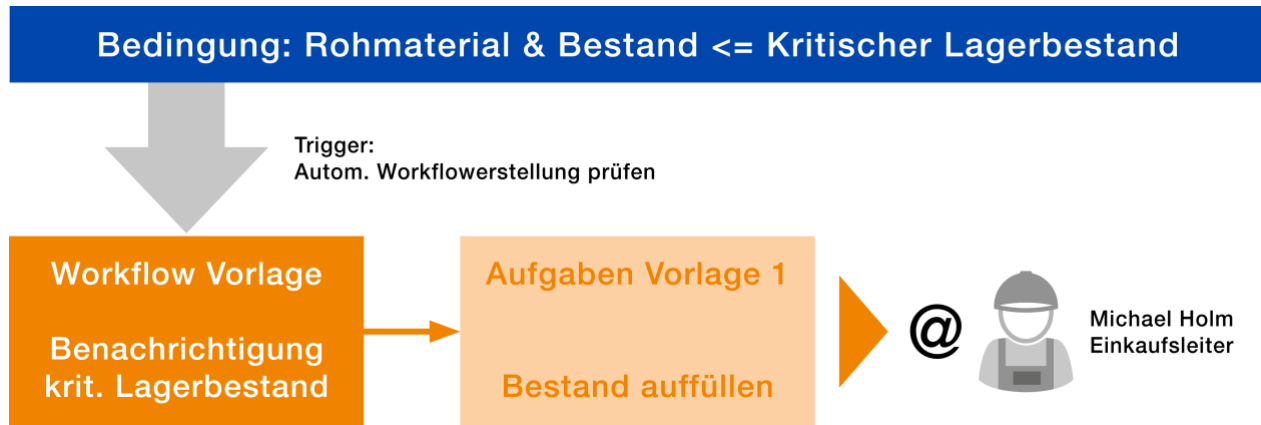 Bedingung: Rohmaterial & Bestand <= Kritischer Lagerbestand
Trigger:
Autom. Workflowerstellung prüfen
Workflow Vorlage
Benachrichtigung
krit. Lagerbestand
Aufgaben Vorlage 1
Bestand auffüllen
@
Michael Holm
Einkaufsleiter